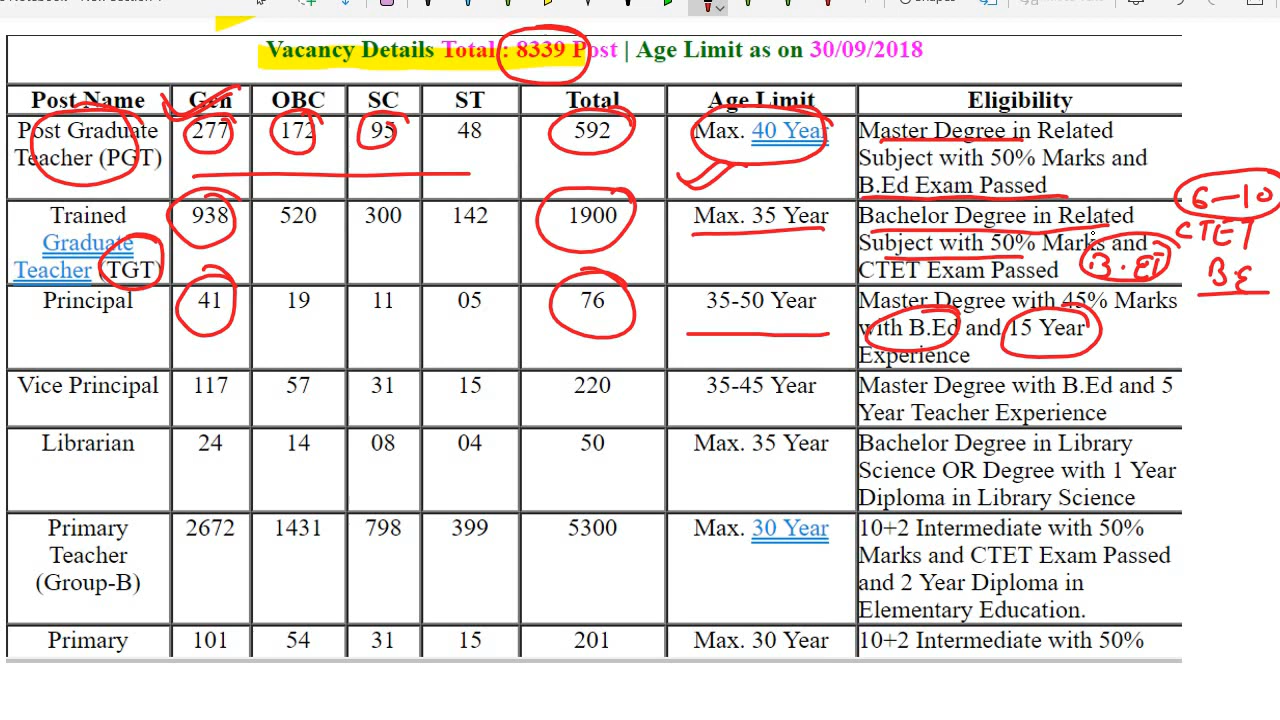 Vacancy Details Total : 8339 Post | Age Limit as on 30/09/2018
Post Name Gen OBC SC ST Total Age Limit Eligibility
Post Graduate Teacher (PGT) 277 172 95 48 592 Max. 40 Year Master Degree in Related
Subject with 50% Marks and
B.Ed Exam Passed
6-10
Trained Graduate Teacher (TGT) 938 520 300 142 1900 Max. 35 Year Bachelor Degree in Related
CTET
Subject with 50% Marks and
CTET Exam Passed
B.Ed
BE
Principal 41 19 11 05 76 35-50 Year Master Degree with 45% Marks
with B.Ed and 15 Year
Experience
Vice Principal 117 57 31 15 220 35-45 Year Master Degree with B.Ed and 5
Year Teacher Experience
Librarian 24 14 08 04 50 Max. 35 Year Bachelor Degree in Library
Science OR Degree with 1 Year
Diploma in Library Science
Primary Teacher (Group-B) 2672 1431 798 399 5300 Max. 30 Year 10+2 Intermediate with 50%
Marks and CTET Exam Passed
and 2 Year Diploma in
Elementary Education.
Primary 101 54 31 15 201 Max. 30 Year 10+2 Intermediate with 50%